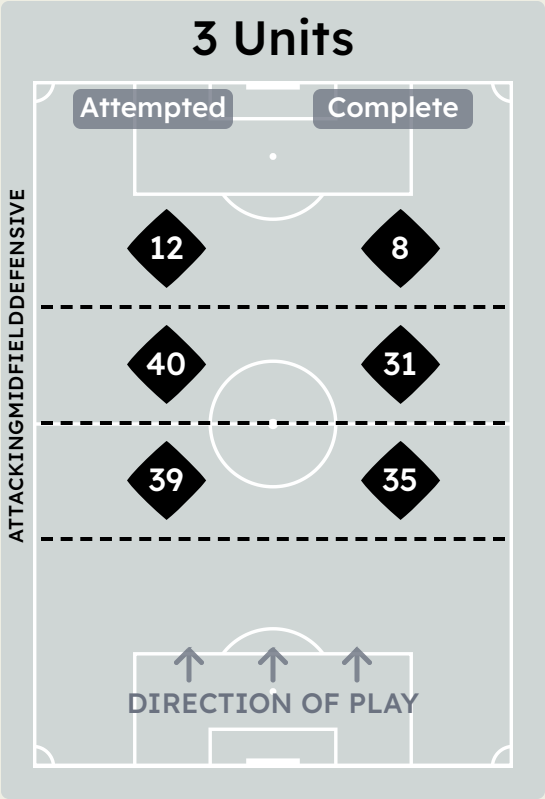 3 Units
Attempted Complete
ATTACKINGMIDFIELDDEFENSIVE
12 8
40 31
39 35
DIRECTION OF PLAY